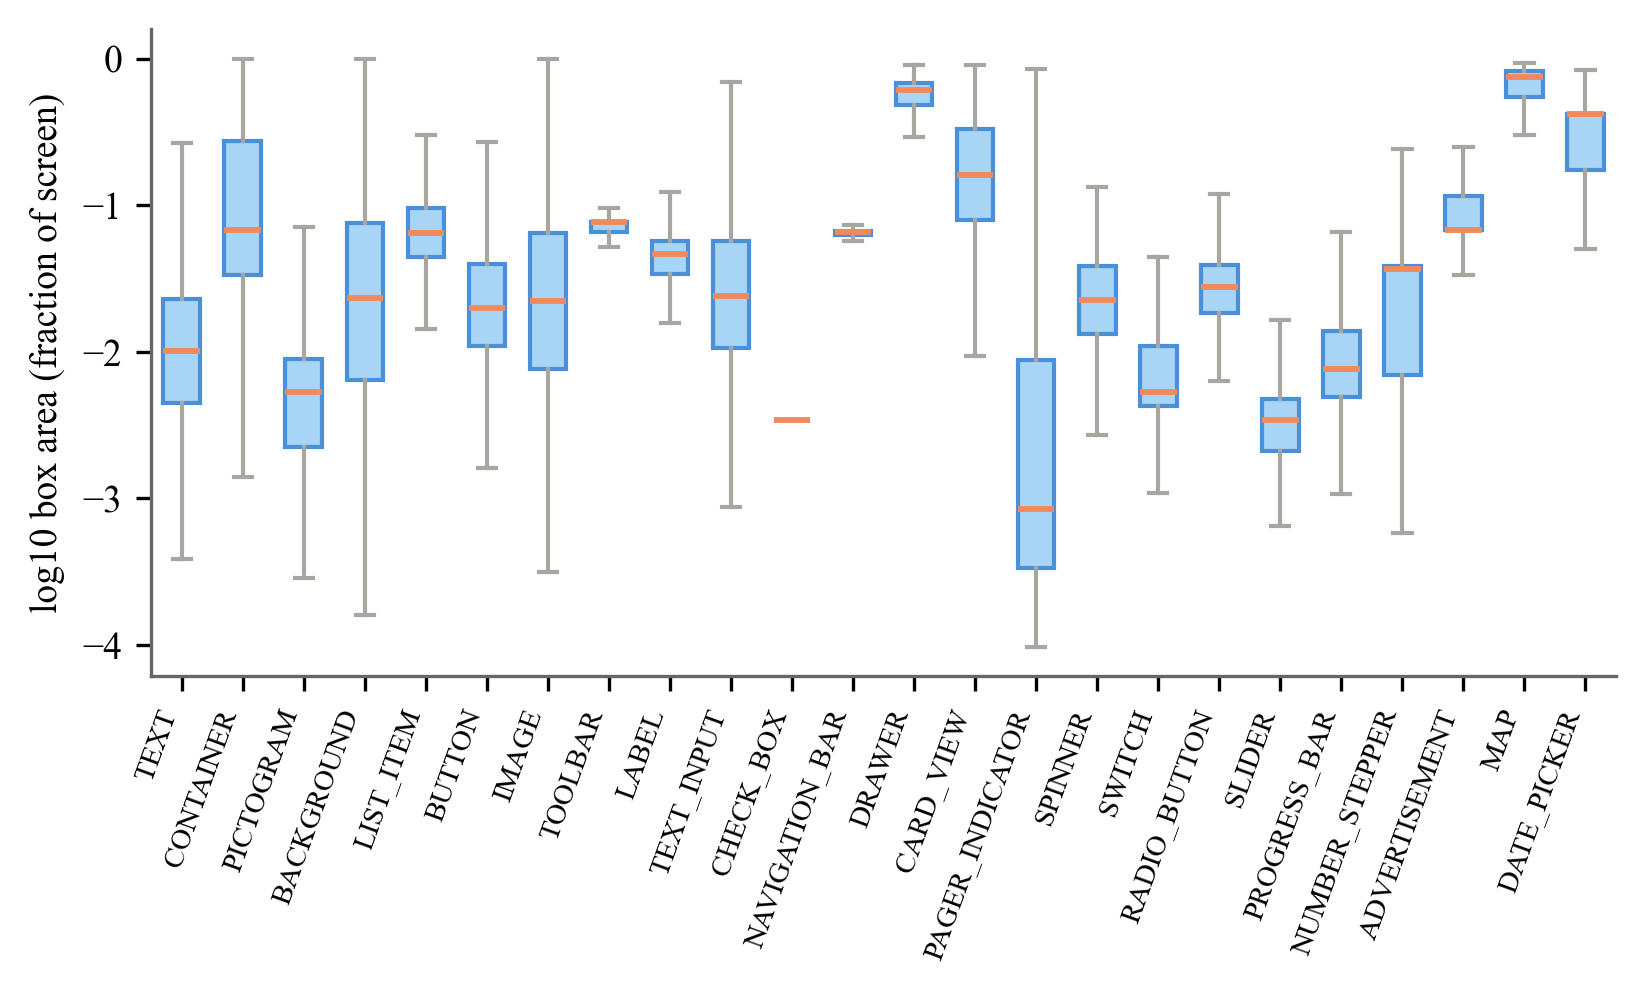 log10 box area (fraction of screen)
0
−1
−2
−3
−4
TEXT
CONTAINER
PICTOGRAM
BACKGROUND
LIST_ITEM
BUTTON
IMAGE
TOOLBAR
LABEL
TEXT_INPUT
CHECK_BOX
NAVIGATION_BAR
DRAWER
CARD_VIEW
PAGER_INDICATOR
SPINNER
SWITCH
RADIO_BUTTON
SLIDER
PROGRESS_BAR
NUMBER_STEPPER
ADVERTISEMENT
MAP
DATE_PICKER